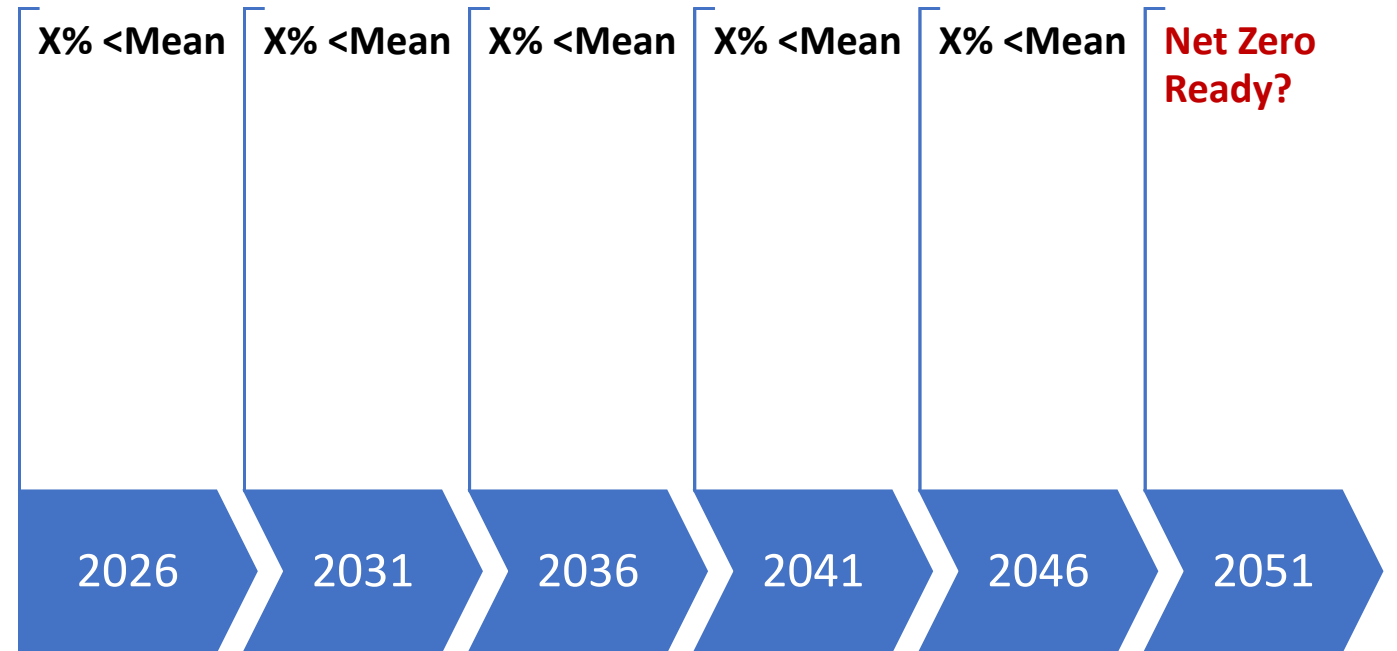 X% <Mean
X% <Mean
X% <Mean
X% <Mean
X% <Mean
Net Zero
Ready?
2026
2031
2036
2041
2046
2051